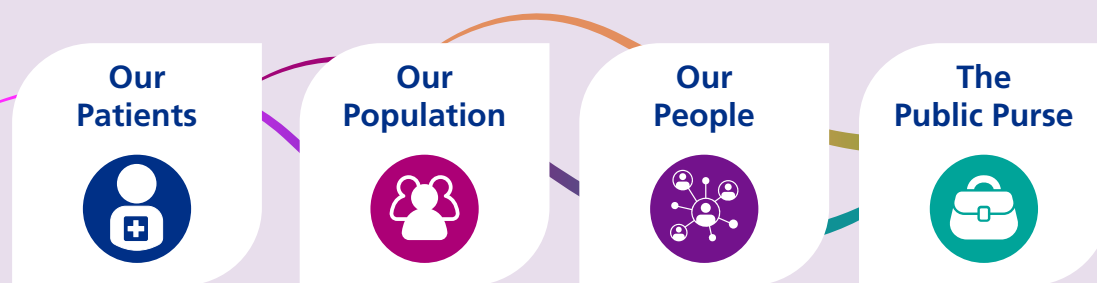 Our
Patients
Our
Population
Our
People
The
Public Purse